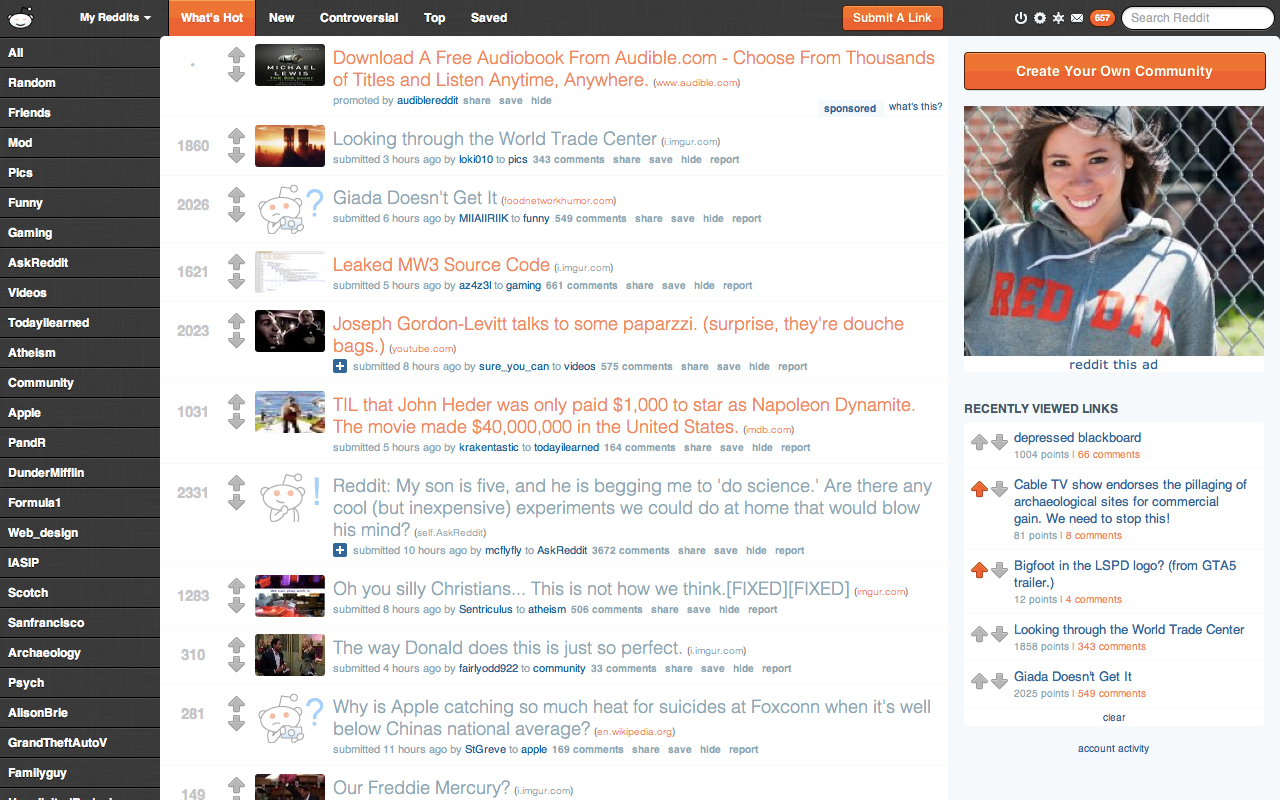 My Reddits
What's Hot
New
Controversial
Top
Saved
Submit A Link
657
Search Reddit
All
Random
Friends
Mod
Pics
Funny
Gaming
AskReddit
Videos
Todayilearned
Atheism
Community
Apple
PandR
DunderMifflin
Formula1
Web_design
IASIP
Scotch
Sanfrancisco
Archaeology
Psych
AlisonBrie
GrandTheftAutoV
Familyguy
MICHAEL
LEWIS
Download A Free Audiobook From Audible.com - Choose From Thousands
of Titles and Listen Anytime, Anywhere. (www.audible.com)
promoted by audiblereddit share save hide
sponsored what's this?
1860
Looking through the World Trade Center (i.imgur.com)
submitted 3 hours ago by loki010 to pics 343 comments share save hide report
2026
Giada Doesn't Get It (foodnetworkhumor.com)
submitted 6 hours ago by MIIAIIRIIK to funny 549 comments share save hide report
1621
Leaked MW3 Source Code (i.imgur.com)
submitted 5 hours ago by az4z3l to gaming 661 comments share save hide report
2023
Joseph Gordon-Levitt talks to some paparzzi. (surprise, they're douche
bags.) (youtube.com)
submitted 8 hours ago by sure_you_can to videos 575 comments share save hide report
1031
TIL that John Heder was only paid $1,000 to star as Napoleon Dynamite.
The movie made $40,000,000 in the United States. (imdb.com)
submitted 5 hours ago by krakentastic to todayilearned 164 comments share save hide report
2331
Reddit: My son is five, and he is begging me to 'do science.' Are there any
cool (but inexpensive) experiments we could do at home that would blow
his mind? (self.AskReddit)
submitted 10 hours ago by mcflyfly to AskReddit 3672 comments share save hide report
1283
Oh you silly Christians... This is not how we think.[FIXED][FIXED] (imgur.com)
submitted 8 hours ago by Sentriculus to atheism 506 comments share save hide report
310
The way Donald does this is just so perfect. (i.imgur.com)
submitted 4 hours ago by fairlyodd922 to community 33 comments share save hide report
281
Why is Apple catching so much heat for suicides at Foxconn when it's well
below Chinas national average? (en.wikipedia.org)
submitted 11 hours ago by StGreve to apple 169 comments share save hide report
149
Our Freddie Mercury? (i.imgur.com)
Create Your Own Community
REDDIT
reddit this ad
RECENTLY VIEWED LINKS
depressed blackboard
1004 points | 66 comments
Cable TV show endorses the pillaging of
archaeological sites for commercial
gain. We need to stop this!
81 points | 8 comments
Bigfoot in the LSPD logo? (from GTA5
trailer.)
12 points | 4 comments
Looking through the World Trade Center
1858 points | 343 comments
Giada Doesn't Get It
2025 points | 549 comments
clear
account activity